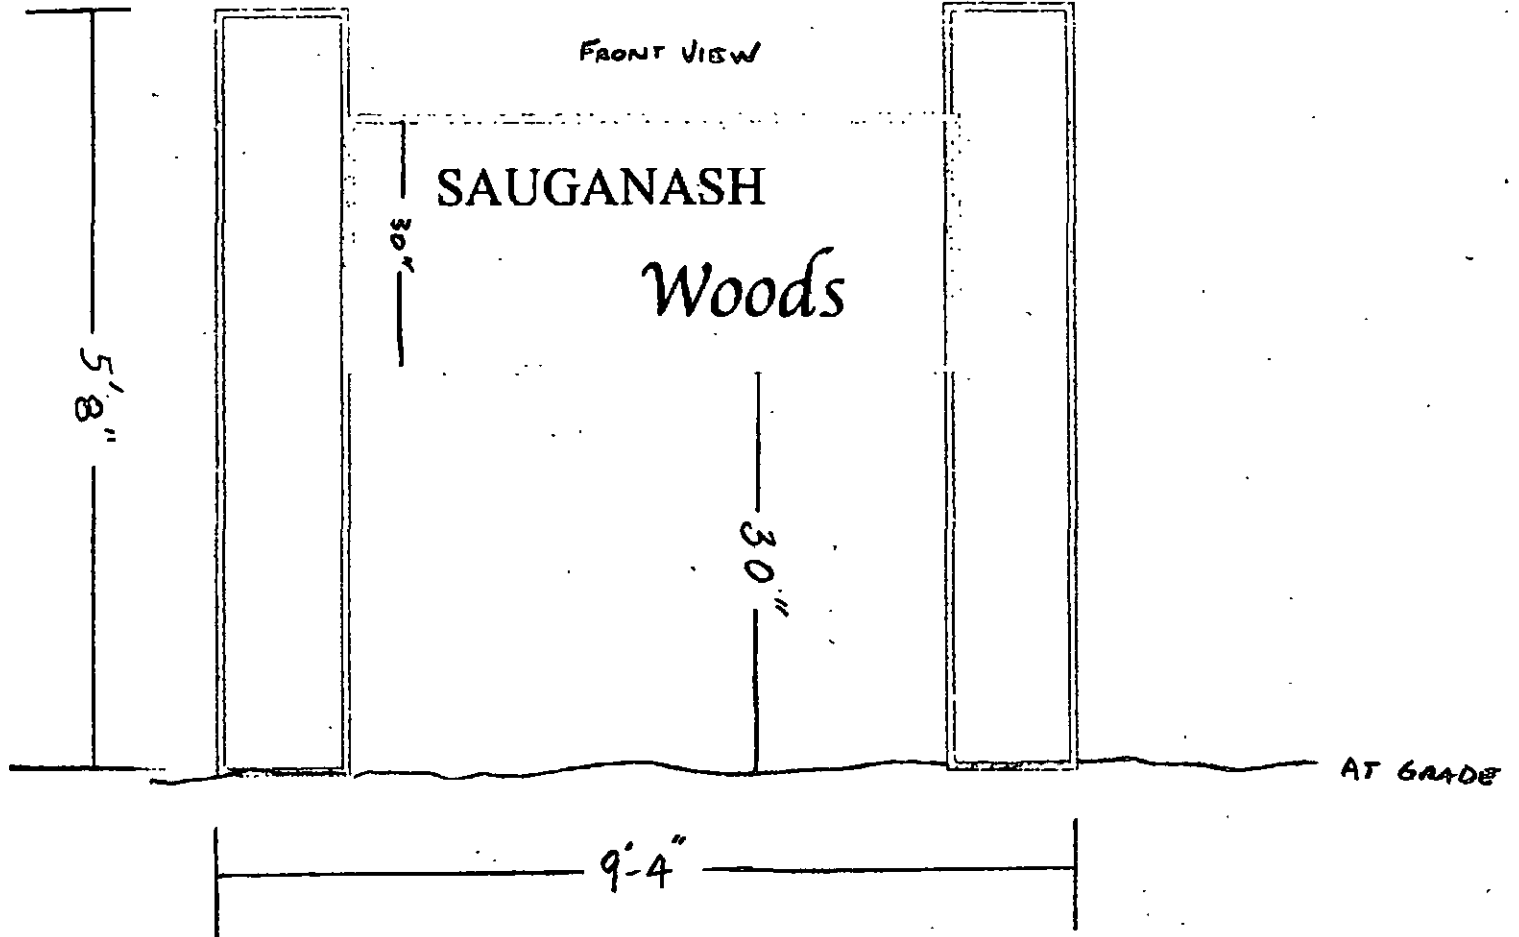 FRONT VIEW
SAUGANASH
30"
Woods
5'8"
30"
AT GRADE
9'-4"